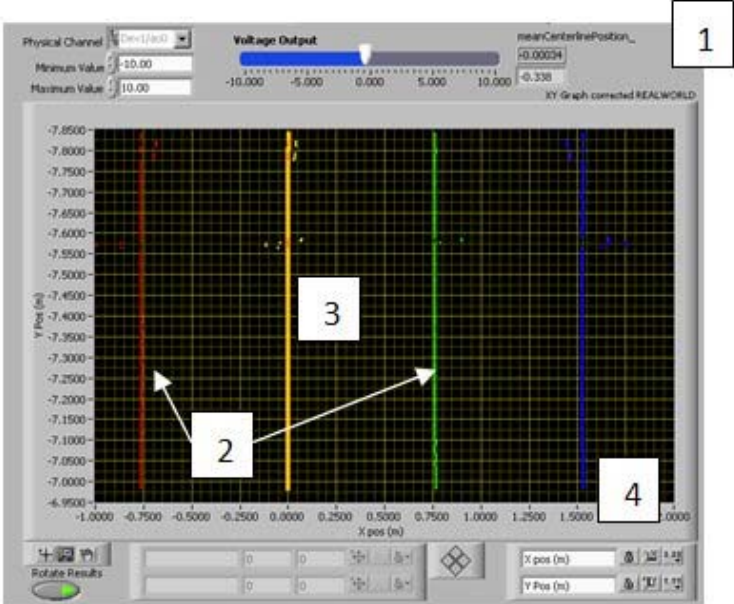 Physical Channel Dev1/ao0
Minimum Value -10.00
Maximum Value 10.00
Voltage Output
-10.000 -5.000 0.000 5.000 10.000
meanCenterlinePosition_
-0.00034
-0.338
1
XY Graph corrected REALWORLD
-7.8500
-7.8000
-7.7500
-7.7000
-7.6500
-7.6000
-7.5500
-7.5000
-7.4500
-7.4000
-7.3500
-7.3000
-7.2500
-7.2000
-7.1500
-7.1000
-7.0500
-7.0000
-6.9500
Y Pos (m)
3
2
4
-1.0000 -0.7500 -0.5000 -0.2500 0.0000 0.2500 0.5000 0.7500 1.0000 1.2500 1.5000 2.0000
X pos (m)
Rotate Results
0 0
0 0
X pos (m)
Y Pos (m)